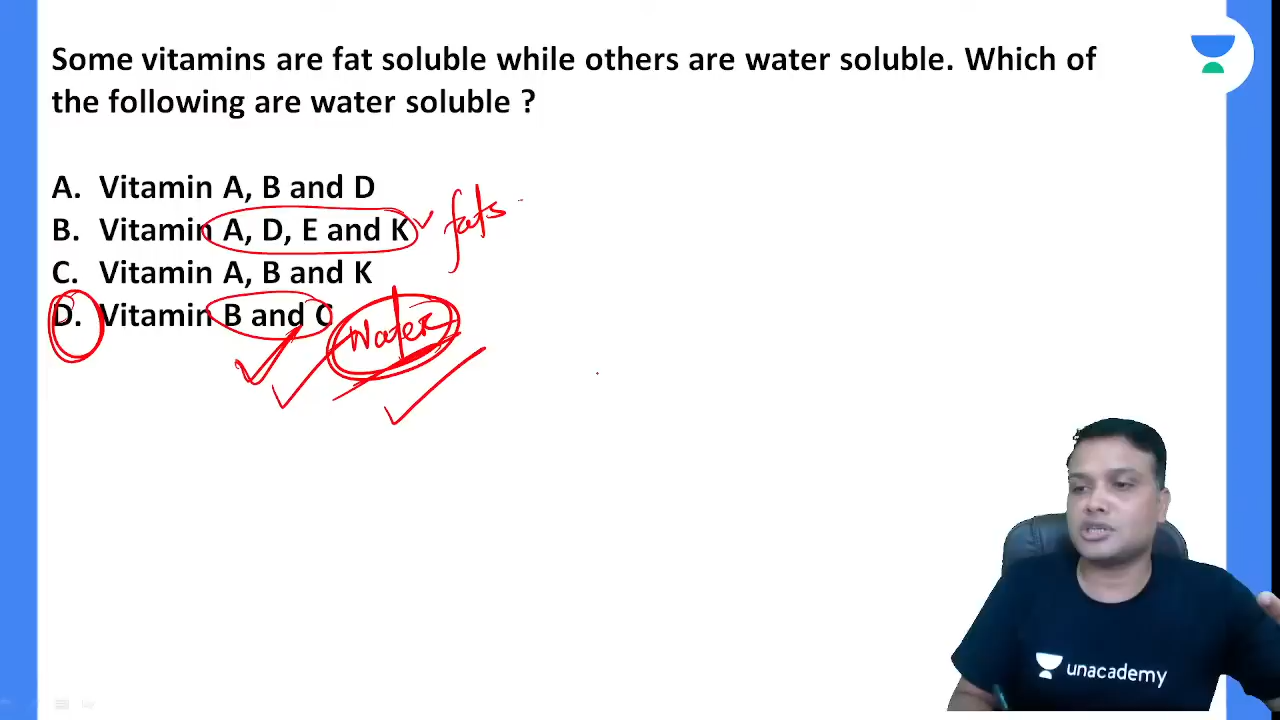 Some vitamins are fat soluble while others are water soluble. Which of
the following are water soluble ?
A. Vitamin A, B and D
B. Vitamin A, D, E and K
fats
C. Vitamin A, B and K
D. Vitamin B and C
Water
unacademy